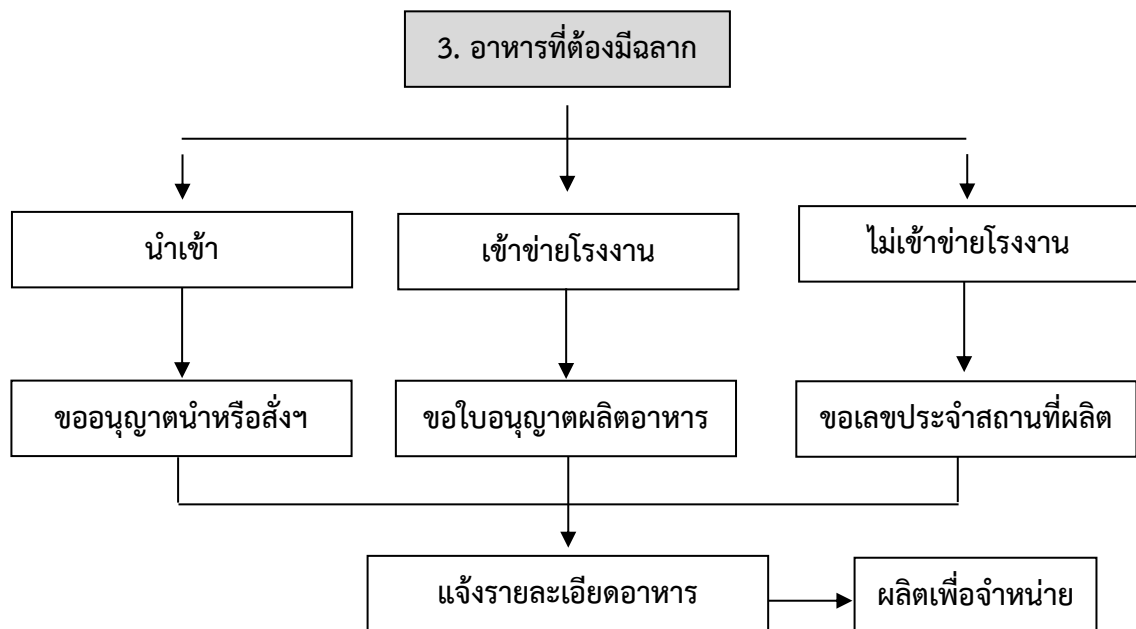 3. อาหารที่ต้องมีฉลาก
นำเข้า
เข้าข่ายโรงงาน
ไม่เข้าข่ายโรงงาน
ขออนุญาตนำหรือสั่งฯ
ขอใบอนุญาตผลิตอาหาร
ขอเลขประจำสถานที่ผลิต
แจ้งรายละเอียดอาหาร
ผลิตเพื่อจำหน่าย